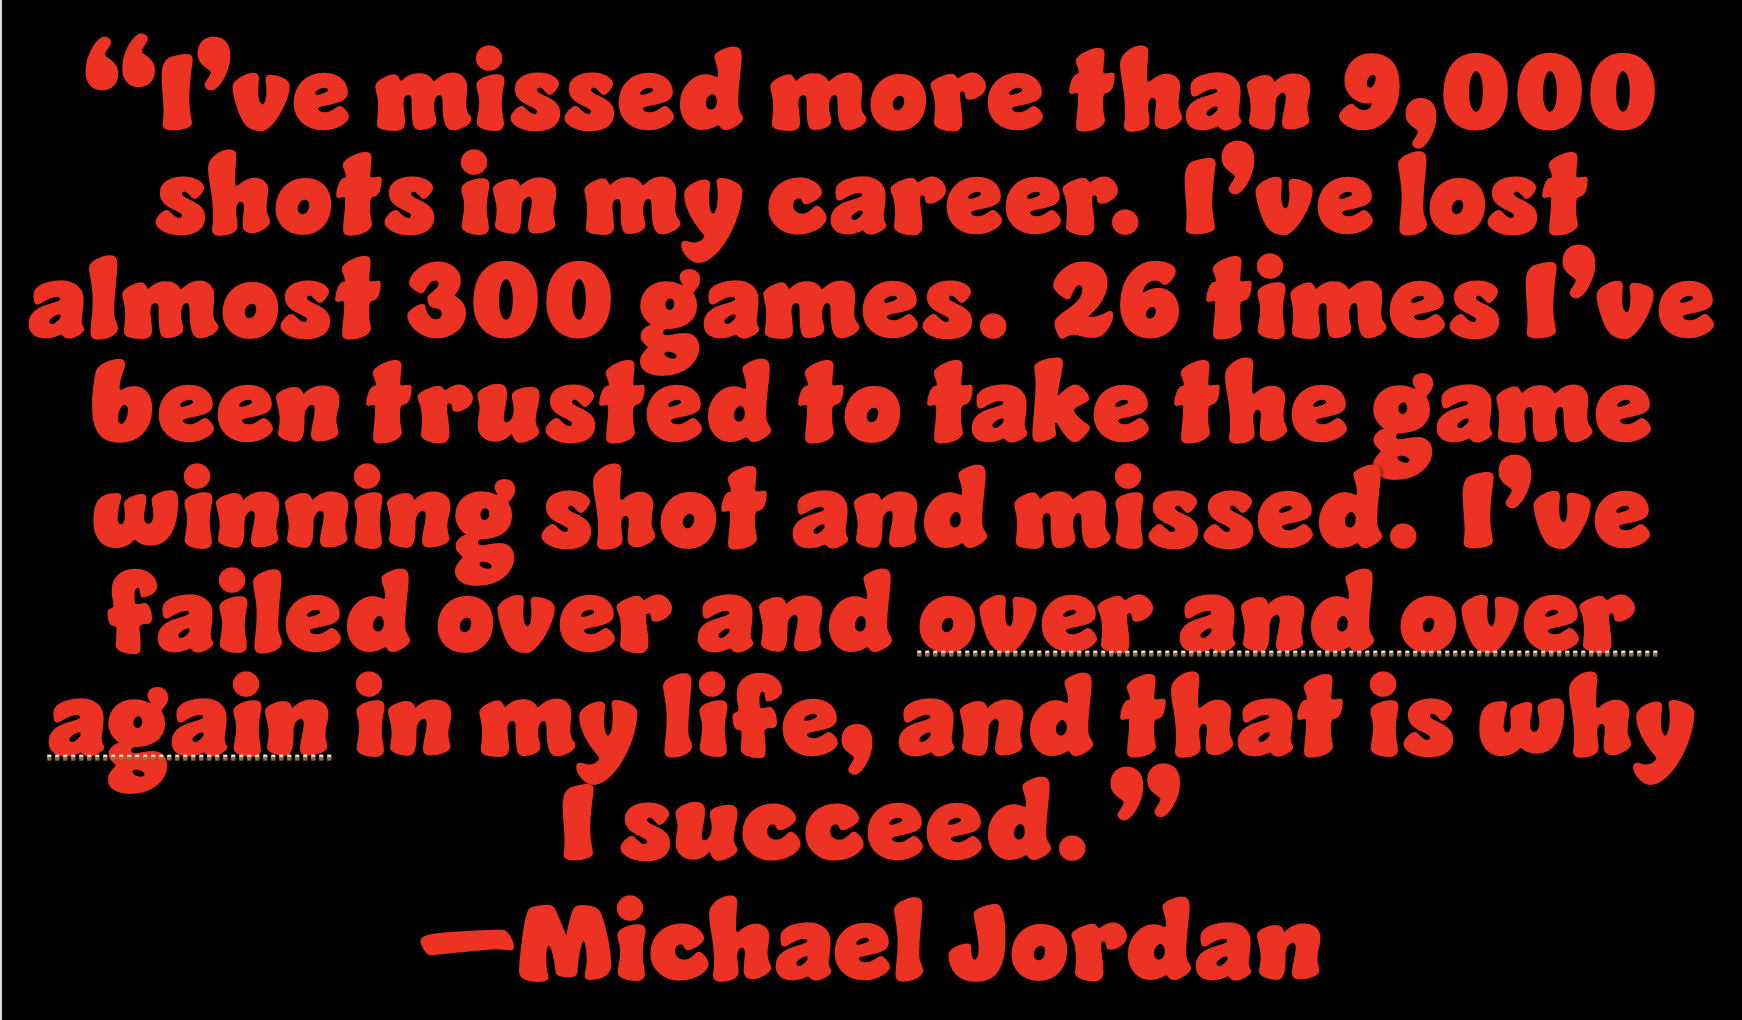 “I’ve missed more than 9,000
shots in my career. I’ve lost
almost 300 games. 26 times I’ve
been trusted to take the game
winning shot and missed. I’ve
failed over and over and over
again in my life, and that is why
I succeed.”
—Michael Jordan